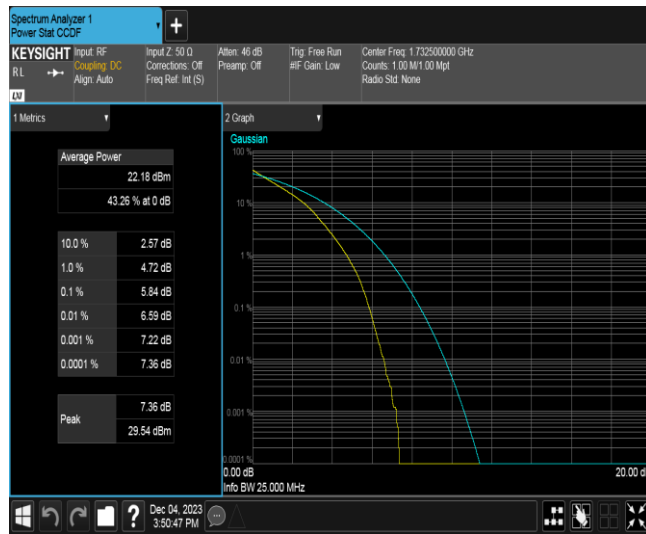 Spectrum Analyzer 1
Power Stat CCDF
+
KEYSIGHT
RL
LXI
Input: RF
Coupling: DC
Align: Auto
Input Z: 50 Ω
Corrections: Off
Freq Ref: Int (S)
Atten: 46 dB
Preamp: Off
Trig: Free Run
#IF Gain: Low
Center Freq: 1.732500000 GHz
Counts: 1.00 M/1.00 Mpt
Radio Std: None
1 Metrics
Average Power
22.18 dBm
43.26 % at 0 dB
10.0 % 2.57 dB
1.0 % 4.72 dB
0.1 % 5.84 dB
0.01 % 6.59 dB
0.001 % 7.22 dB
0.0001 % 7.36 dB
Peak
7.36 dB
29.54 dBm
2 Graph
Gaussian
100 %
10 %
1 %
0.1 %
0.01 %
0.001 %
0.0001 %
0.00 dB
20.00 d
Info BW 25.000 MHz
?
Dec 04, 2023
3:50:47 PM